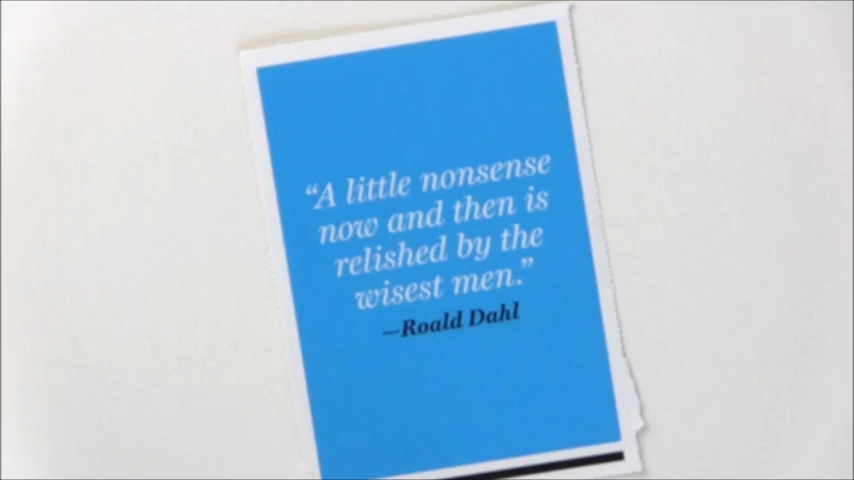 “A little nonsense
now and then is
relished by the
wisest men.”
—Roald Dahl